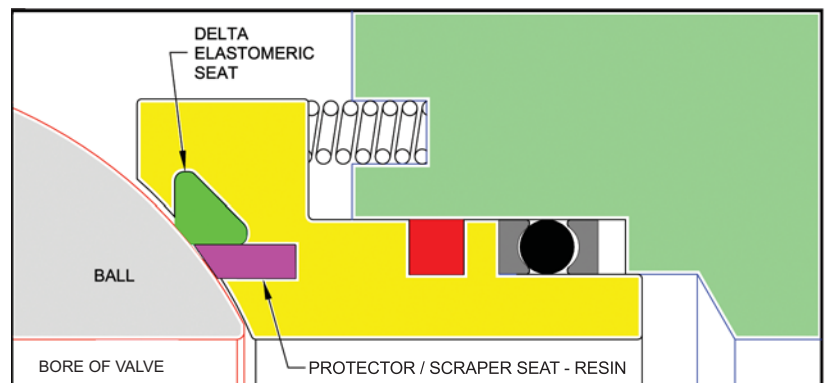 DELTA
ELASTOMERIC
SEAT
BALL
BORE OF VALVE
PROTECTOR / SCRAPER SEAT - RESIN